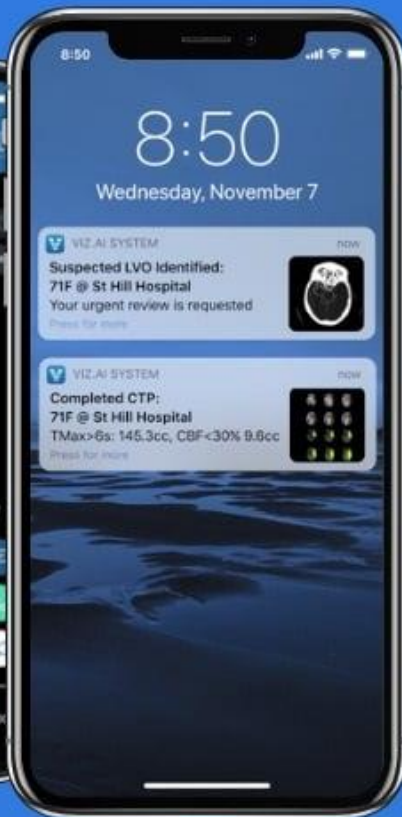 8:50
8:50
Wednesday, November 7
VIZ.AI SYSTEM
now
Suspected LVO Identified:
71F @ St Hill Hospital
Your urgent review is requested
Press for more
VIZ.AI SYSTEM
now
Completed CTP:
71F @ St Hill Hospital
TMax>6s: 145.3cc, CBF<30% 9.6cc
Press for more